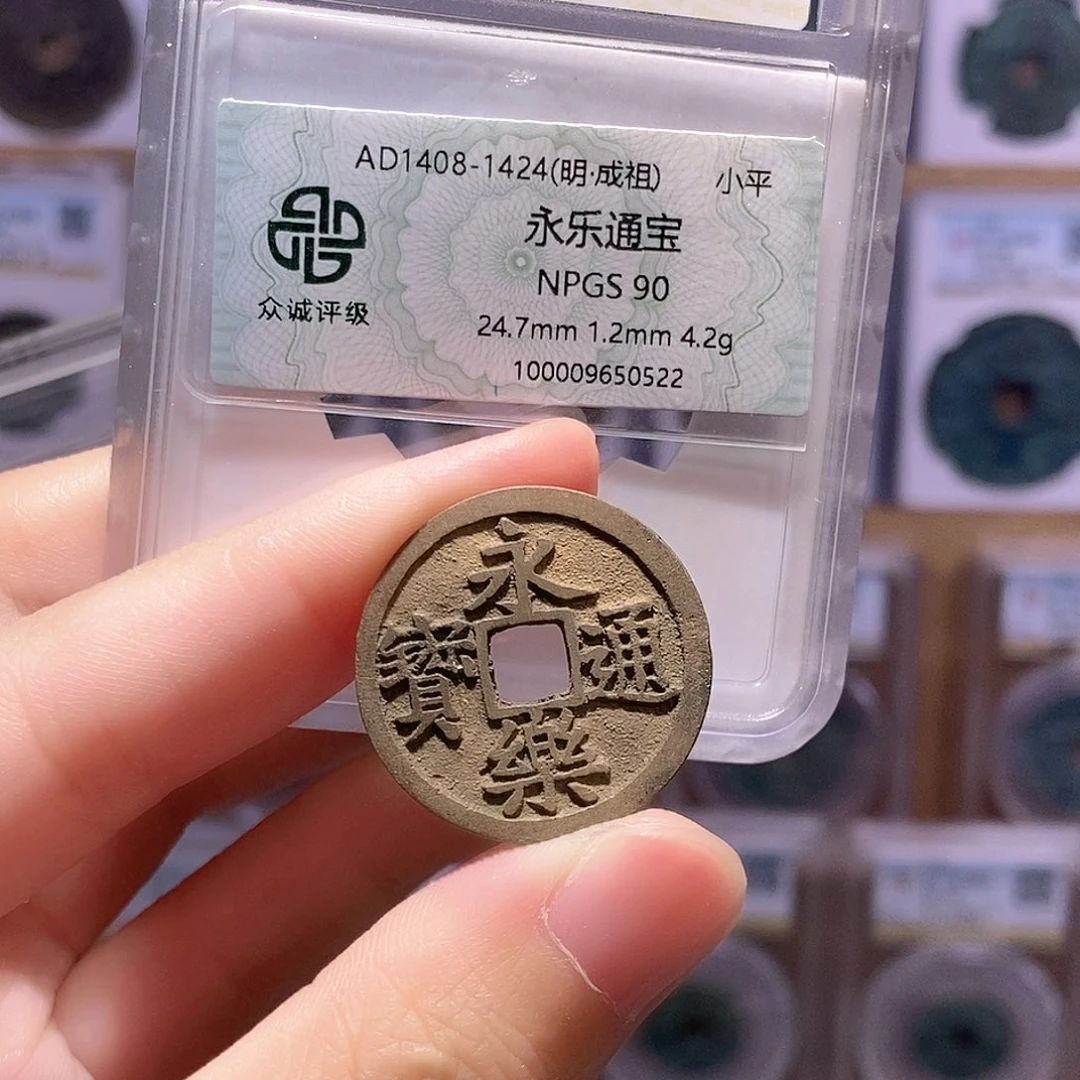 AD1408-1424(明·成祖) 小平
永乐通宝
NPGS 90
众诚评级
24.7mm 1.2mm 4.2g
100009650522
永樂通寶